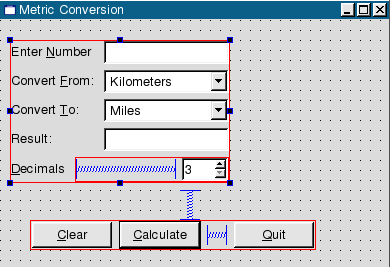 Metric Conversion
Enter Number
Convert From: Kilometers
Convert To: Miles
Result:
Decimals 3
Clear Calculate Quit